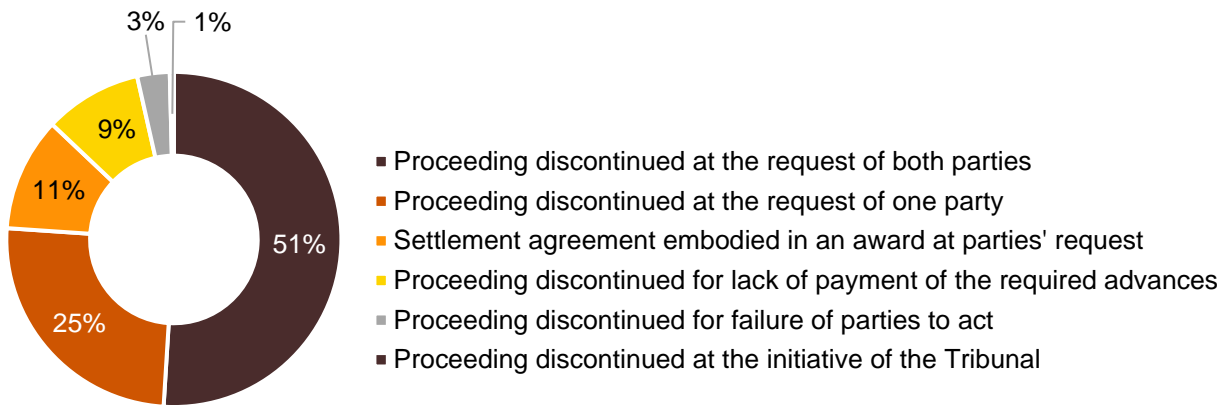 3%
1%
9%
11%
51%
25%
Proceeding discontinued at the request of both parties
Proceeding discontinued at the request of one party
Settlement agreement embodied in an award at parties' request
Proceeding discontinued for lack of payment of the required advances
Proceeding discontinued for failure of parties to act
Proceeding discontinued at the initiative of the Tribunal